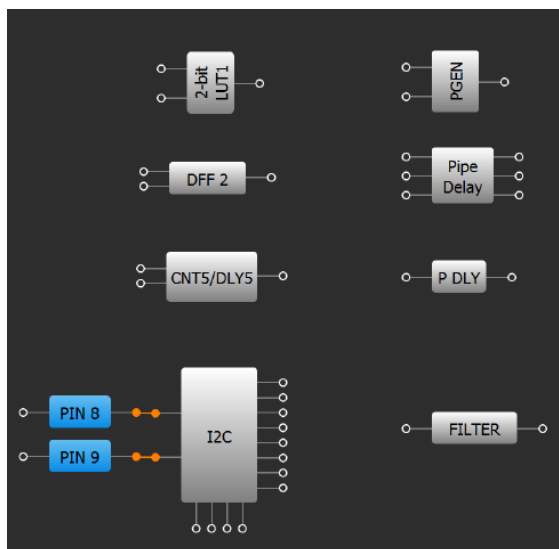 2-bit
LUT1
PGEN
DFF 2
Pipe
Delay
CNT5/DLY5
P DLY
PIN 8
I2C
FILTER
PIN 9